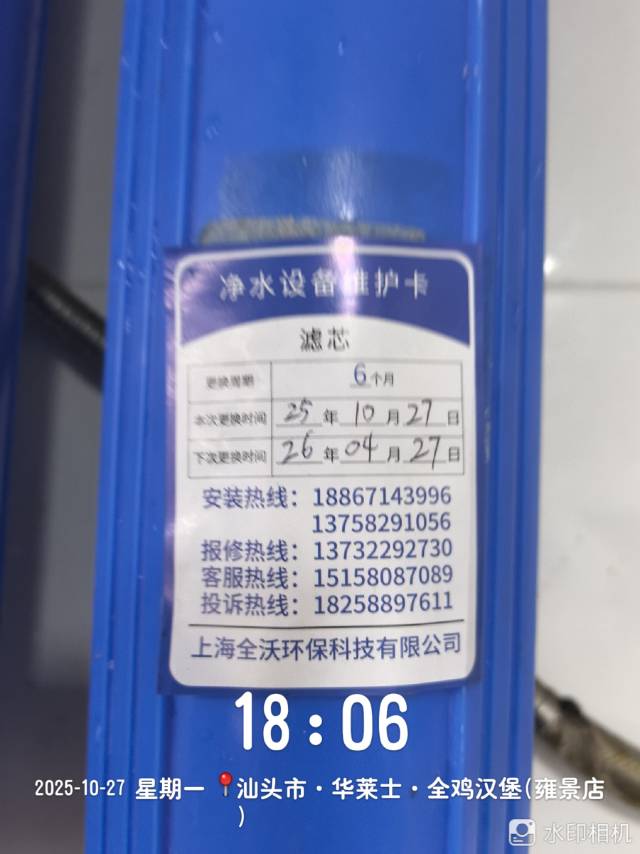 净水设备维护卡
滤芯
更换周期 6个月
本次更换时间 25年10月27日
下次更换时间 26年04月27日
安装热线：18867143996
13758291056
报修热线：13732292730
客服热线：15158087089
投诉热线：18258897611
上海全沃环保科技有限公司
18:06
2025-10-27 星期一 📍汕头市·华莱士·全鸡汉堡(雍景店
)
水印相机